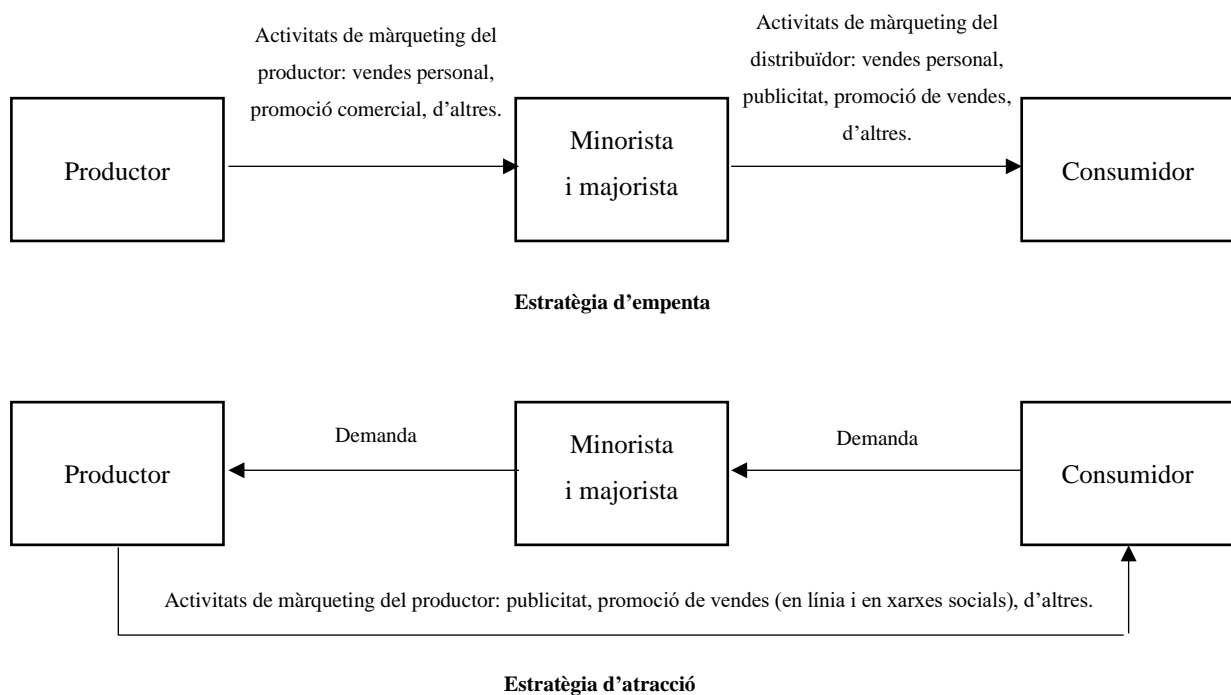 Activitats de màrqueting del
productor: vendes personal,
promoció comercial, d’altres.
Activitats de màrqueting del
distribuïdor: vendes personal,
publicitat, promoció de vendes,
d’altres.
Productor
Minorista
i majorista
Consumidor
Estratègia d’empenta
Productor
Demanda
Minorista
i majorista
Demanda
Consumidor
Activitats de màrqueting del productor: publicitat, promoció de vendes (en línia i en xarxes socials), d’altres.
Estratègia d’atracció